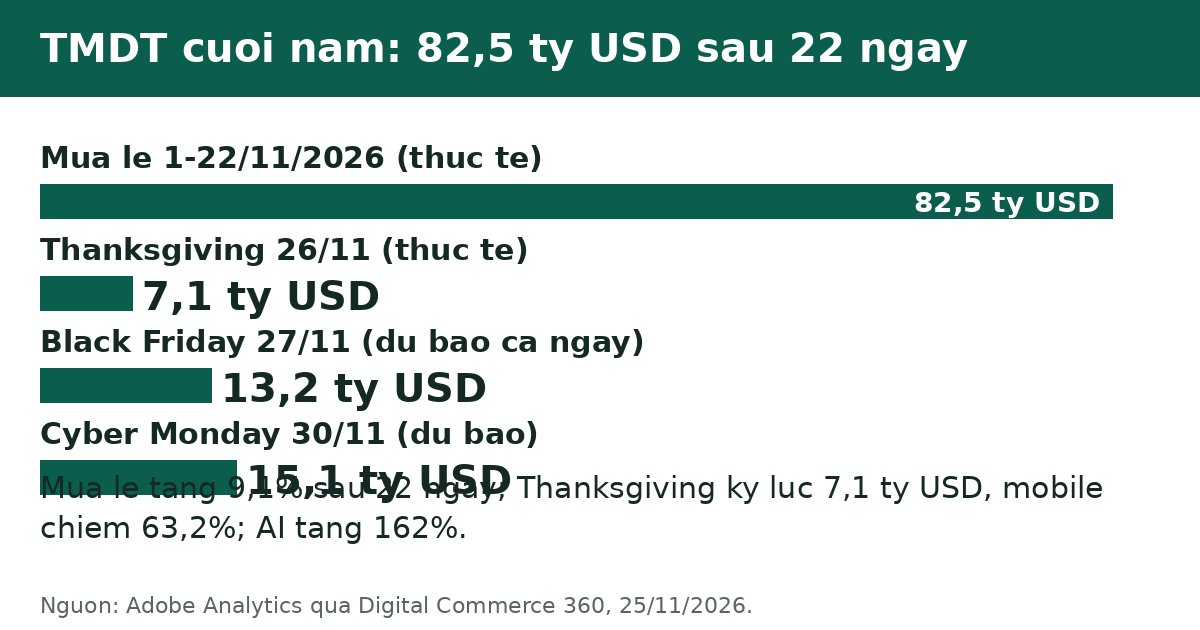 TMDT cuoi nam: 82,5 ty USD sau 22 ngay
Mua le 1-22/11/2026 (thuc te)
82,5 ty USD
Thanksgiving 26/11 (thuc te)
7,1 ty USD
Black Friday 27/11 (du bao ca ngay)
13,2 ty USD
Cyber Monday 30/11 (du bao)
15,1 ty USD
Mua le tang 9,1% sau 22 ngay; Thanksgiving ky luc 7,1 ty USD, mobile
chiem 63,2%; AI tang 162%.
Nguon: Adobe Analytics qua Digital Commerce 360, 25/11/2026.